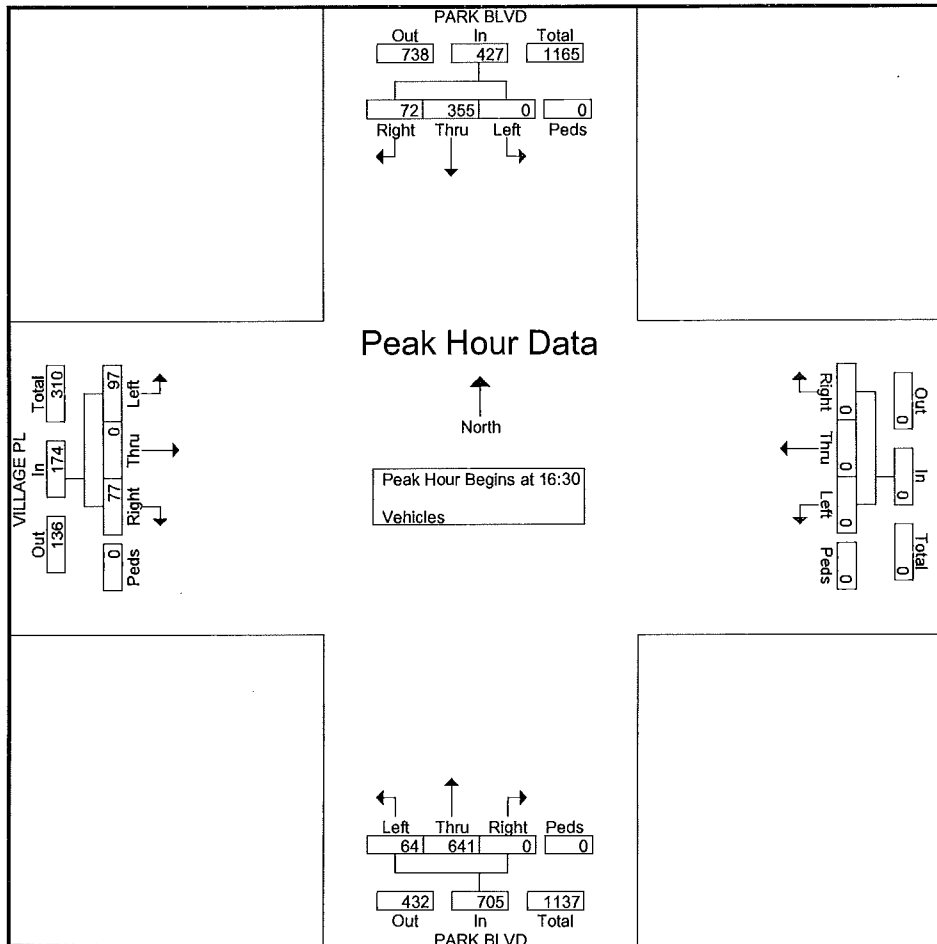 PARK BLVD
Out In Total
738 427 1165
72 355 0 0
Right Thru Left Peds
Peak Hour Data
North
Peak Hour Begins at 16:30
Vehicles
VILLAGE PL
Total In Out
310 174 136
97 0 77 0
Left Thru Right Peds
Right Thru Left Peds
0 0 0 0
Out In Total
0 0 0
Left Thru Right Peds
64 641 0 0
432 705 1137
Out In Total
PARK BLVD